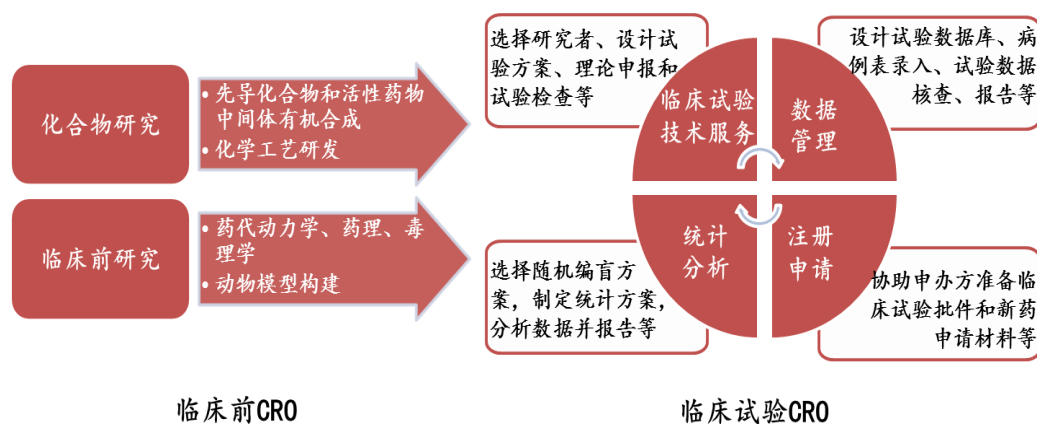 化合物研究
• 先导化合物和活性药物
中间体有机合成
• 化学工艺研发
临床前研究
• 药代动力学、药理、毒
理学
• 动物模型构建
临床前CRO
选择研究者、设计试
验方案、理论申报和
试验检查等
临床试验
技术服务
数据
管理
设计试验数据库、病
例表录入、试验数据
核查、报告等
选择随机编盲方
案，制定统计方案，
分析数据并报告等
统计
分析
注册
申请
协助申办方准备临
床试验批件和新药
申请材料等
临床试验CRO